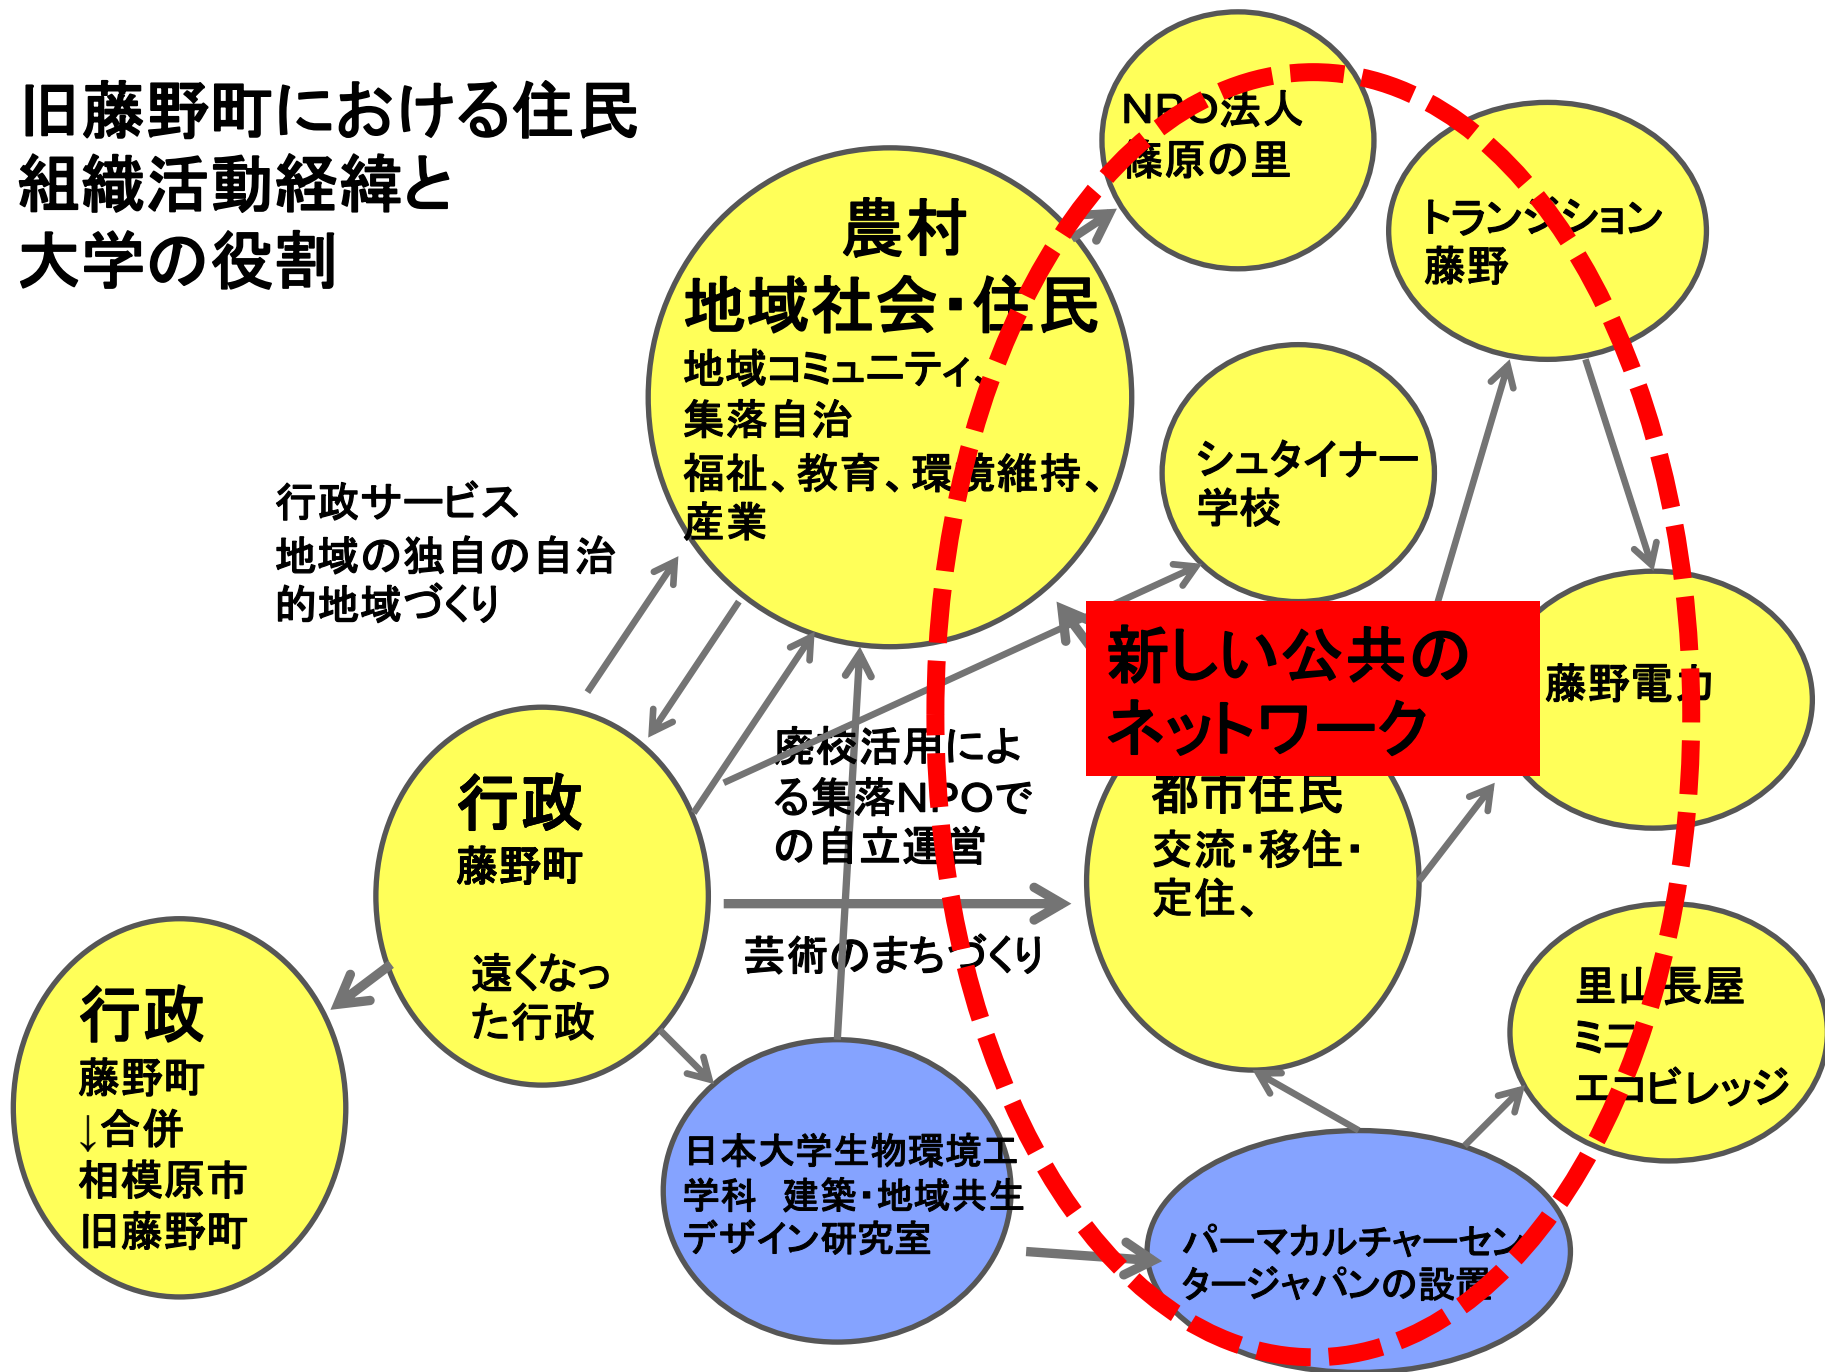 旧藤野町における住民
組織活動経緯と
大学の役割
NPO法人
篠原の里
トランジション
藤野
農村
地域社会・住民
地域コミュニティ、
集落自治
福祉、教育、環境維持、
産業
シュタイナー
学校
行政サービス
地域の独自の自治
的地域づくり
新しい公共の
ネットワーク
藤野電力
廃校活用によ
る集落NPOで
の自立運営
都市住民
交流・移住・
定住、
行政
藤野町
遠くなっ
た行政
芸術のまちづくり
里山長屋
ミニ
エコビレッジ
行政
藤野町
↓合併
相模原市
旧藤野町
日本大学生物環境工
学科　建築・地域共生
デザイン研究室
パーマカルチャーセン
タージャパンの設置